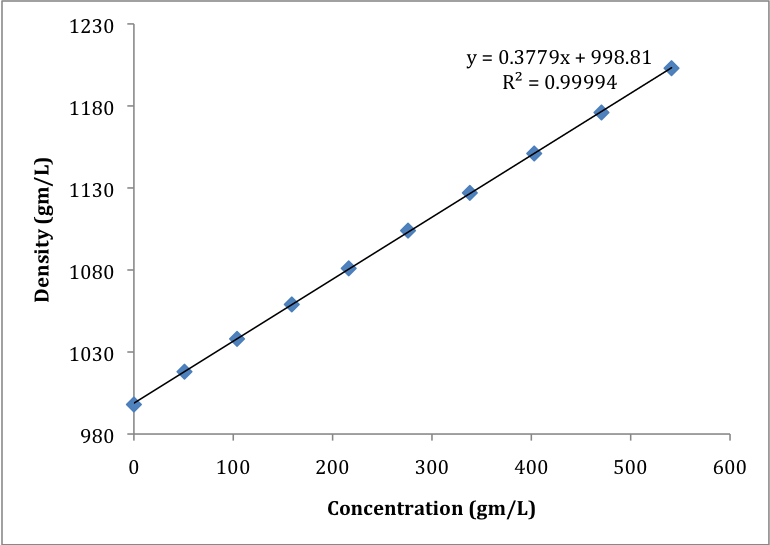 1230
1180
1130
1080
1030
980
Density (gm/L)
y = 0.3779x + 998.81
R² = 0.99994
0 100 200 300 400 500 600
Concentration (gm/L)